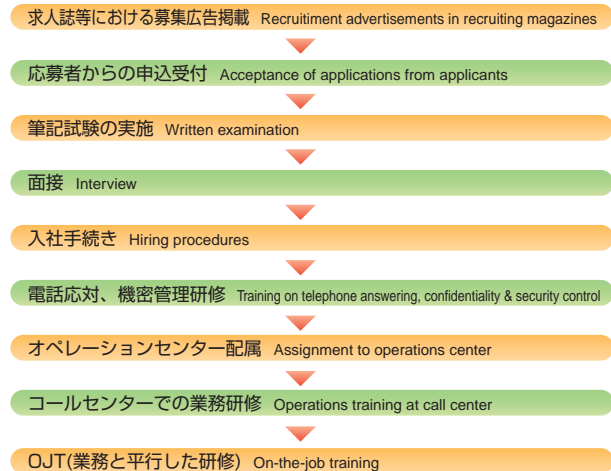 求人誌等における募集広告掲載 Recruitment advertisements in recruiting magazines
応募者からの申込受付 Acceptance of applications from applicants
筆記試験の実施 Written examination
面接 Interview
入社手続き Hiring procedures
電話応対、機密管理研修 Training on telephone answering, confidentiality & security control
オペレーションセンター配属 Assignment to operations center
コールセンターでの業務研修 Operations training at call center
OJT(業務と平行した研修) On-the-job training